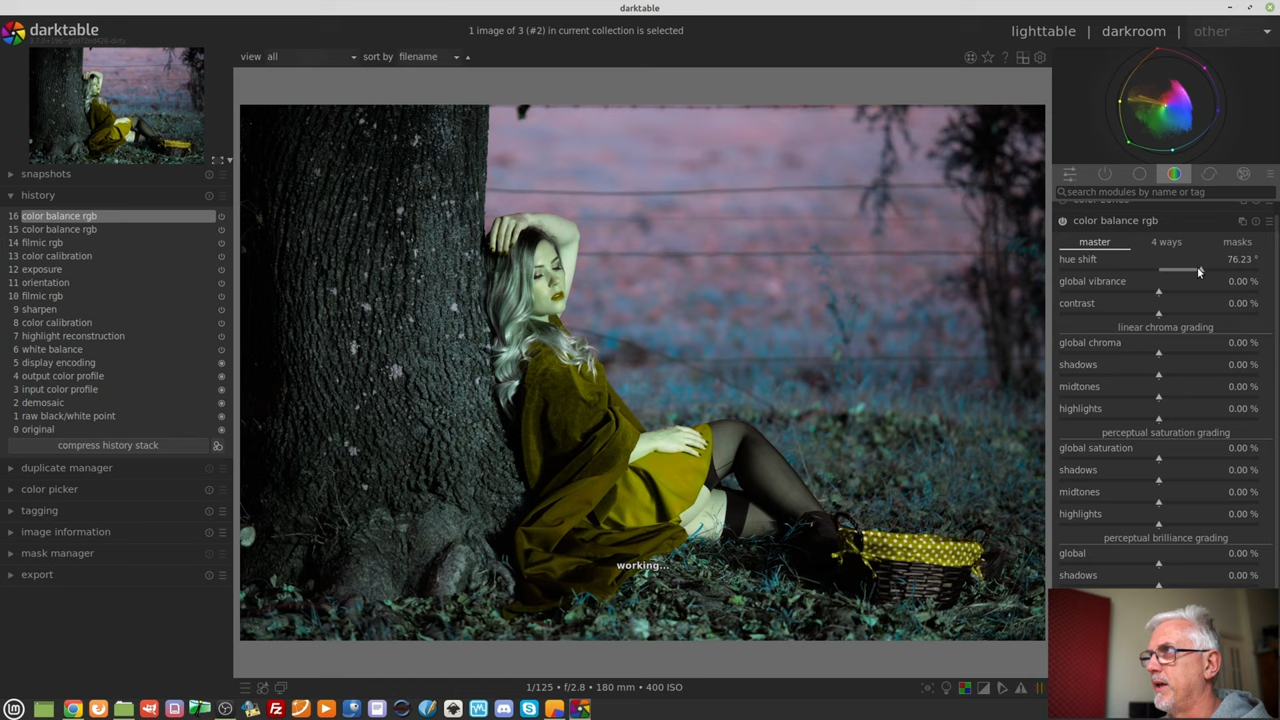 darktable
darktable
1 image of 3 (#2) in current collection is selected
lighttable | darkroom | other
view all sort by filename
snapshots
history
16 color balance rgb
15 color balance rgb
14 filmic rgb
13 color calibration
12 exposure
11 orientation
10 filmic rgb
9 sharpen
8 color calibration
7 highlight reconstruction
6 white balance
5 display encoding
4 output color profile
3 input color profile
2 demosaic
1 raw black/white point
0 original
compress history stack
duplicate manager
color picker
tagging
image information
mask manager
export
working...
1/125 • f/2.8 • 180 mm • 400 ISO
search modules by name or tag
color balance rgb
master 4 ways masks
hue shift 76.23 °
global vibrance 0.00 %
contrast 0.00 %
linear chroma grading
global chroma 0.00 %
shadows 0.00 %
midtones 0.00 %
highlights 0.00 %
perceptual saturation grading
global saturation 0.00 %
shadows 0.00 %
midtones 0.00 %
highlights 0.00 %
perceptual brilliance grading
global 0.00 %
shadows 0.00 %